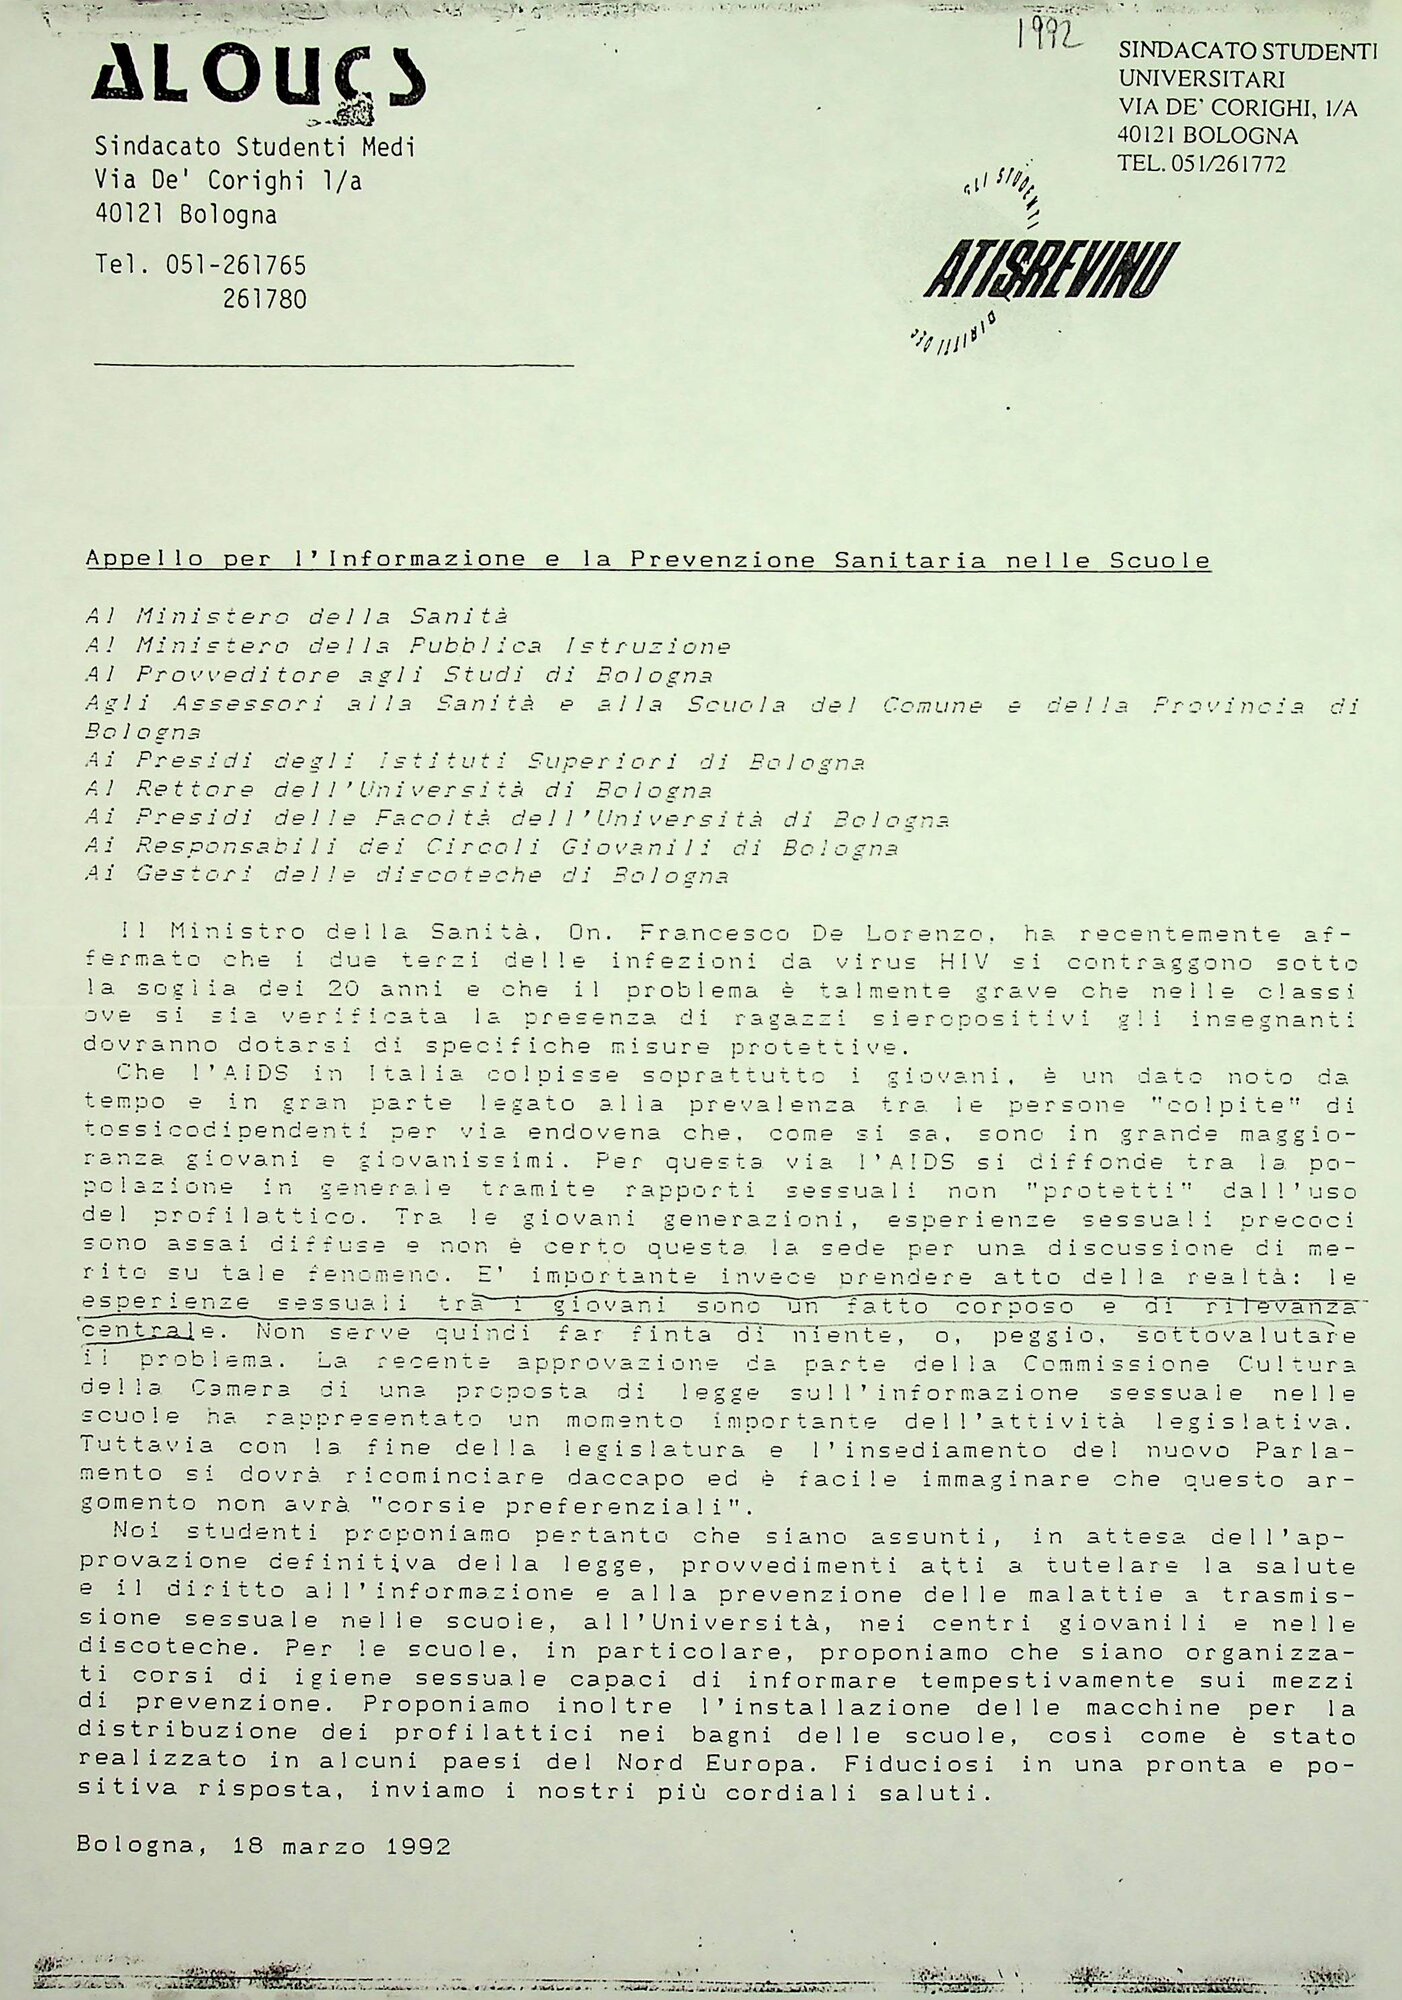 1992
ALOUCS
Sindacato Studenti Medi
Via De' Corighi 1/a
40121 Bologna
Tel. 051-261765
261780
SINDACATO STUDENTI
UNIVERSITARI
VIA DE' CORIGHI, 1/A
40121 BOLOGNA
TEL. 051/261772
GLI STUDENTI
ATISREVINU
DIRITTI DEG
Appello per l'Informazione e la Prevenzione Sanitaria nelle Scuole
Al Ministero della Sanità
Al Ministero della Pubblica Istruzione
Al Provveditore agli Studi di Bologna
Agli Assessori alla Sanità e alla Scuola del Comune e della Provincia di
Bologna
Ai Presidi degli Istituti Superiori di Bologna
Al Rettore dell'Università di Bologna
Ai Presidi delle Facoltà dell'Università di Bologna
Ai Responsabili dei Circoli Giovanili di Bologna
Ai Gestori delle discoteche di Bologna
Il Ministro della Sanità, On. Francesco De Lorenzo, ha recentemente af-
fermato che i due terzi delle infezioni da virus HIV si contraggono sotto
la soglia dei 20 anni e che il problema è talmente grave che nelle classi
ove si sia verificata la presenza di ragazzi sieropositivi gli insegnanti
dovranno dotarsi di specifiche misure protettive.
Che l'AIDS in Italia colpisse soprattutto i giovani, è un dato noto da
tempo e in gran parte legato alla prevalenza tra le persone "colpite" di
tossicodipendenti per via endovena che, come si sa, sono in grande maggio-
ranza giovani e giovanissimi. Per questa via l'AIDS si diffonde tra la po-
polazione in generale tramite rapporti sessuali non "protetti" dall'uso
del profilattico. Tra le giovani generazioni, esperienze sessuali precoci
sono assai diffuse e non è certo questa la sede per una discussione di me-
rito su tale fenomeno. E' importante invece prendere atto della realtà: le
esperienze sessuali tra i giovani sono un fatto corposo e di rilevanza
centrale. Non serve quindi far finta di niente, o, peggio, sottovalutare
il problema. La recente approvazione da parte della Commissione Cultura
della Camera di una proposta di legge sull'informazione sessuale nelle
scuole ha rappresentato un momento importante dell'attività legislativa.
Tuttavia con la fine della legislatura e l'insediamento del nuovo Parla-
mento si dovrà ricominciare daccapo ed è facile immaginare che questo ar-
gomento non avrà "corsie preferenziali".
Noi studenti proponiamo pertanto che siano assunti, in attesa dell'ap-
provazione definitiva della legge, provvedimenti atti a tutelare la salute
e il diritto all'informazione e alla prevenzione delle malattie a trasmis-
sione sessuale nelle scuole, all'Università, nei centri giovanili e nelle
discoteche. Per le scuole, in particolare, proponiamo che siano organizza-
ti corsi di igiene sessuale capaci di informare tempestivamente sui mezzi
di prevenzione. Proponiamo inoltre l'installazione delle macchine per la
distribuzione dei profilattici nei bagni delle scuole, così come è stato
realizzato in alcuni paesi del Nord Europa. Fiduciosi in una pronta e po-
sitiva risposta, inviamo i nostri più cordiali saluti.
Bologna, 18 marzo 1992